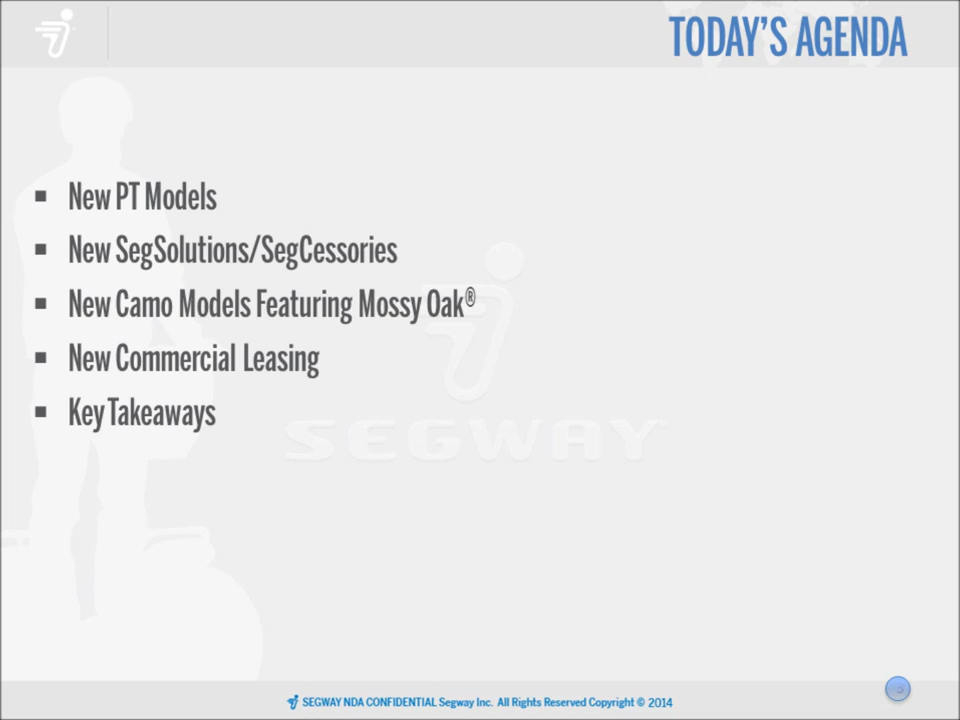 TODAY'S AGENDA
▪ New PT Models
▪ New SegSolutions/SegCessories
▪ New Camo Models Featuring Mossy Oak®
▪ New Commercial Leasing
▪ Key Takeaways
SEGWAY
SEGWAY NDA CONFIDENTIAL Segway Inc. All Rights Reserved Copyright © 2014